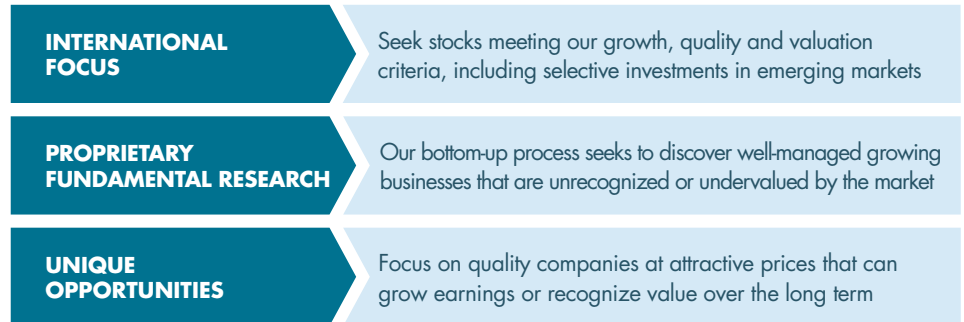 INTERNATIONAL
FOCUS
Seek stocks meeting our growth, quality and valuation
criteria, including selective investments in emerging markets
PROPRIETARY
FUNDAMENTAL RESEARCH
Our bottom-up process seeks to discover well-managed growing
businesses that are unrecognized or undervalued by the market
UNIQUE
OPPORTUNITIES
Focus on quality companies at attractive prices that can
grow earnings or recognize value over the long term